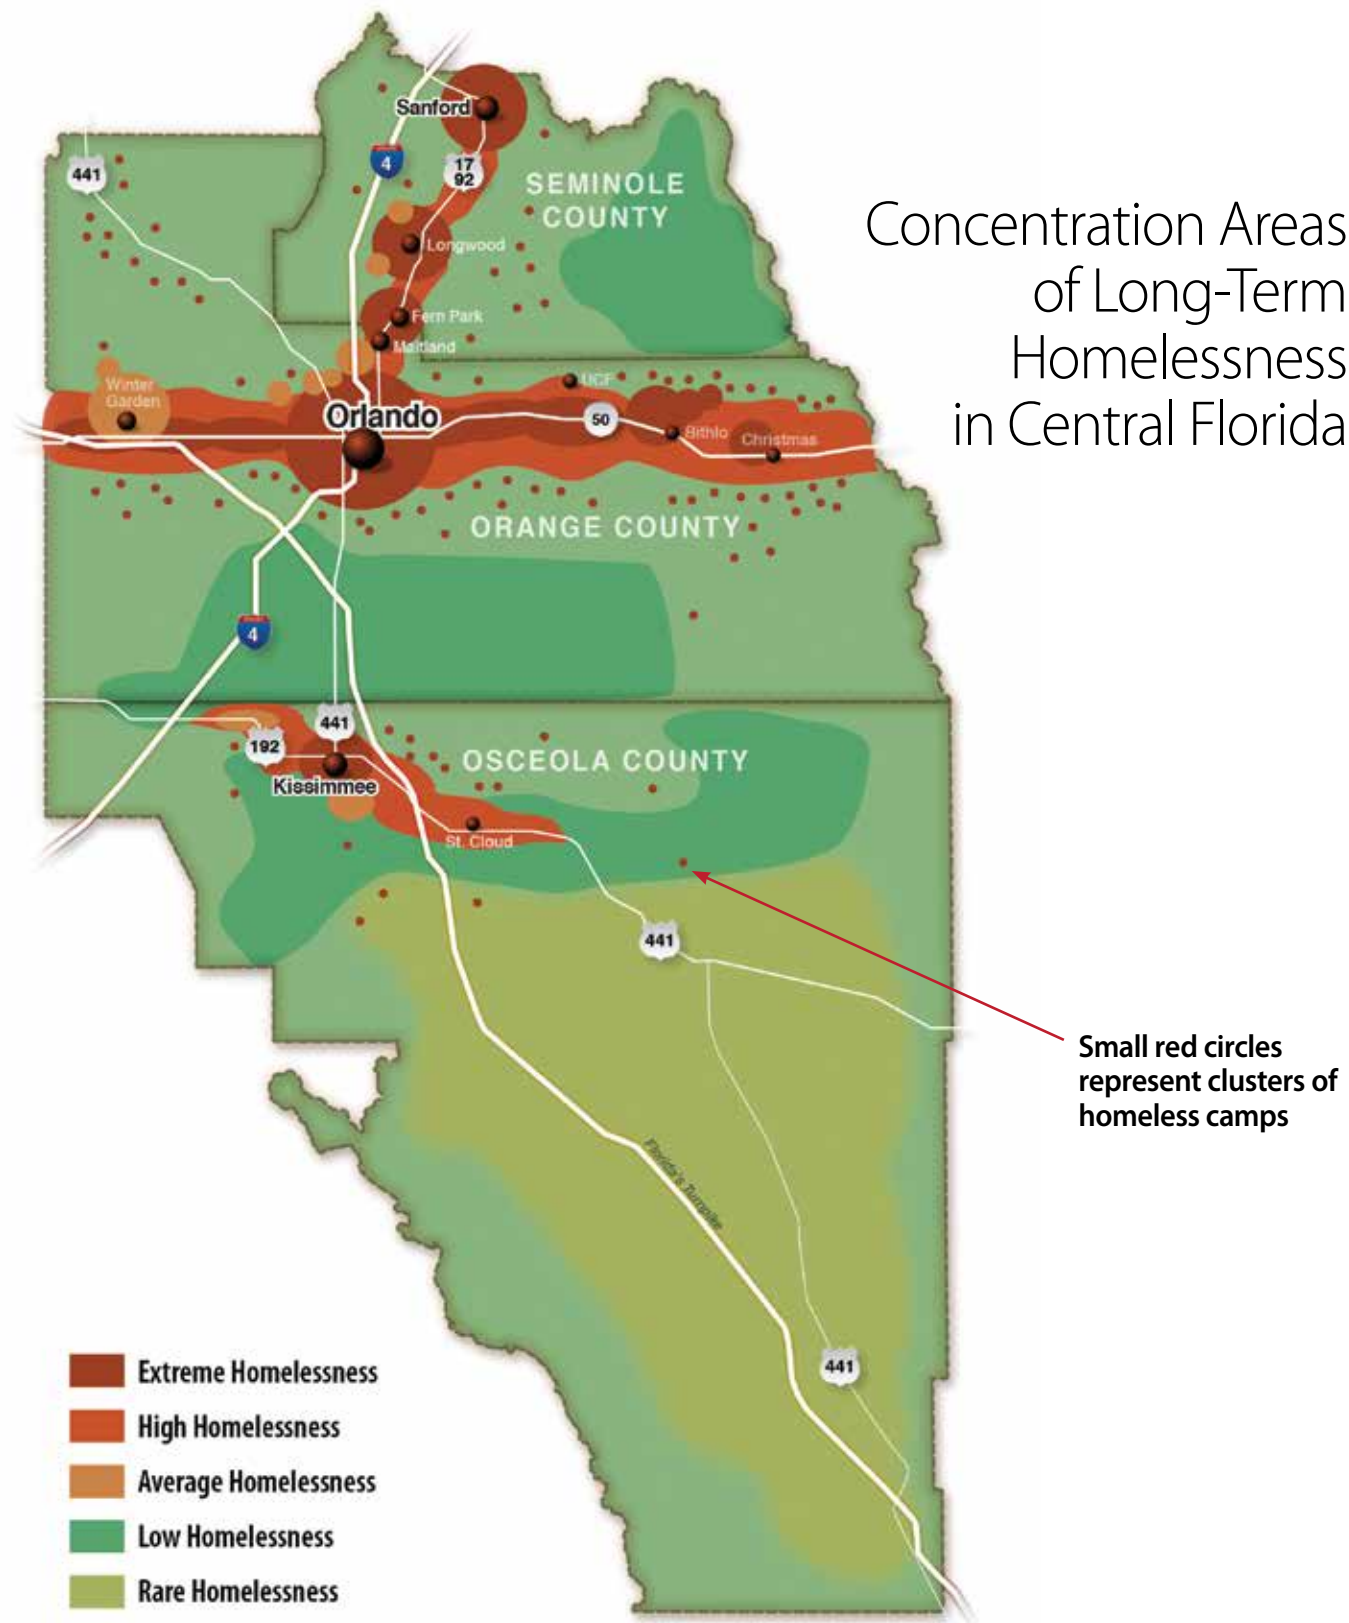 Concentration Areas
of Long-Term
Homelessness
in Central Florida
Sanford
4
17
92
441
SEMINOLE
COUNTY
Longwood
Fern Park
Maitland
Winter
Garden
UCF
Orlando
50
Bithlo
Christmas
ORANGE COUNTY
4
441
192
OSCEOLA COUNTY
Kissimmee
St. Cloud
441
Small red circles
represent clusters of
homeless camps
Florida's Turnpike
441
Extreme Homelessness
High Homelessness
Average Homelessness
Low Homelessness
Rare Homelessness